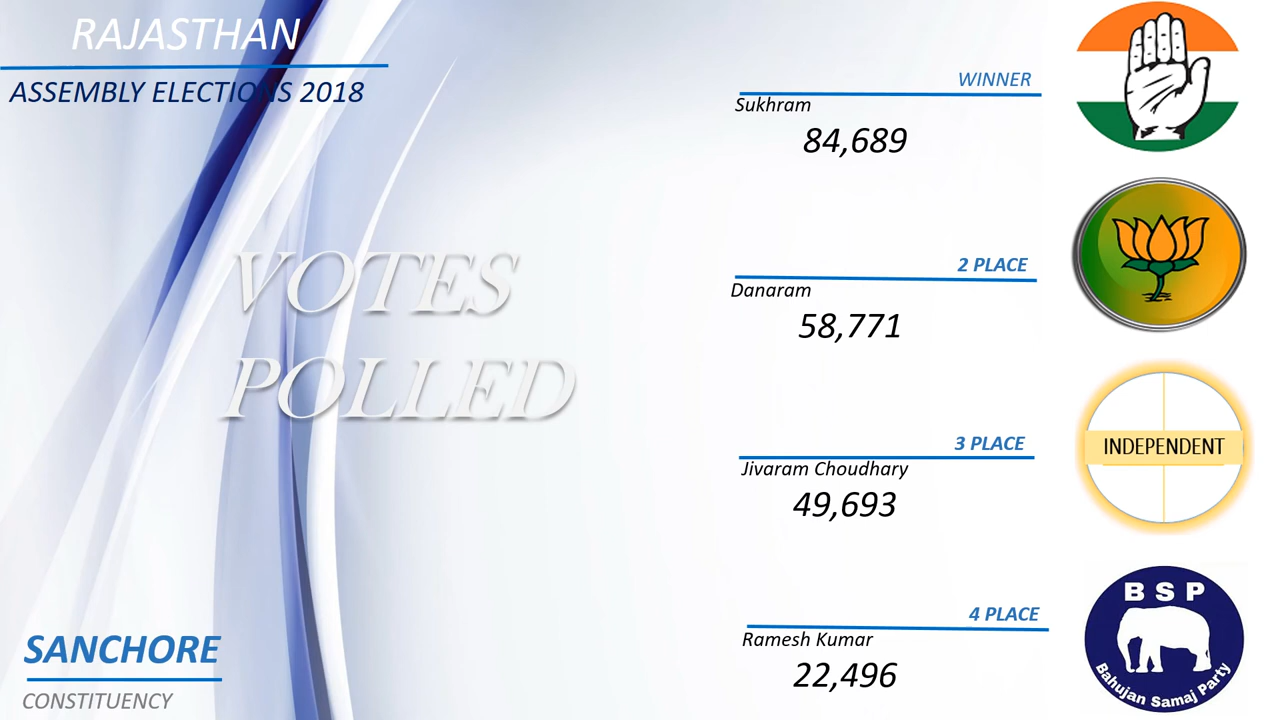 RAJASTHAN
ASSEMBLY ELECTIONS 2018
VOTES
POLLED
SANCHORE
CONSTITUENCY
WINNER
Sukhram
84,689
2 PLACE
Danaram
58,771
3 PLACE
Jivaram Choudhary
49,693
INDEPENDENT
4 PLACE
Ramesh Kumar
22,496
BSP
Bahujan Samaj Party